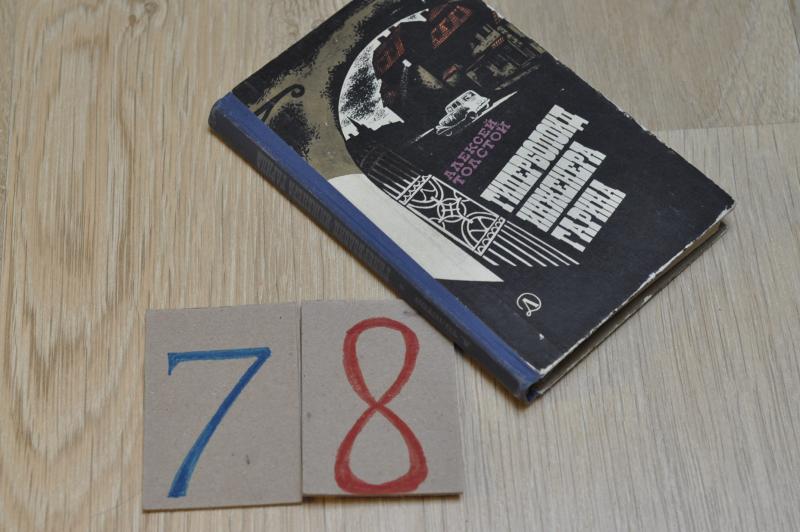 АЛЕКСЕЙ
ТОЛСТОЙ
ГИПЕРБОЛОИД
ИНЖЕНЕРА
ГАРИНА
7 8